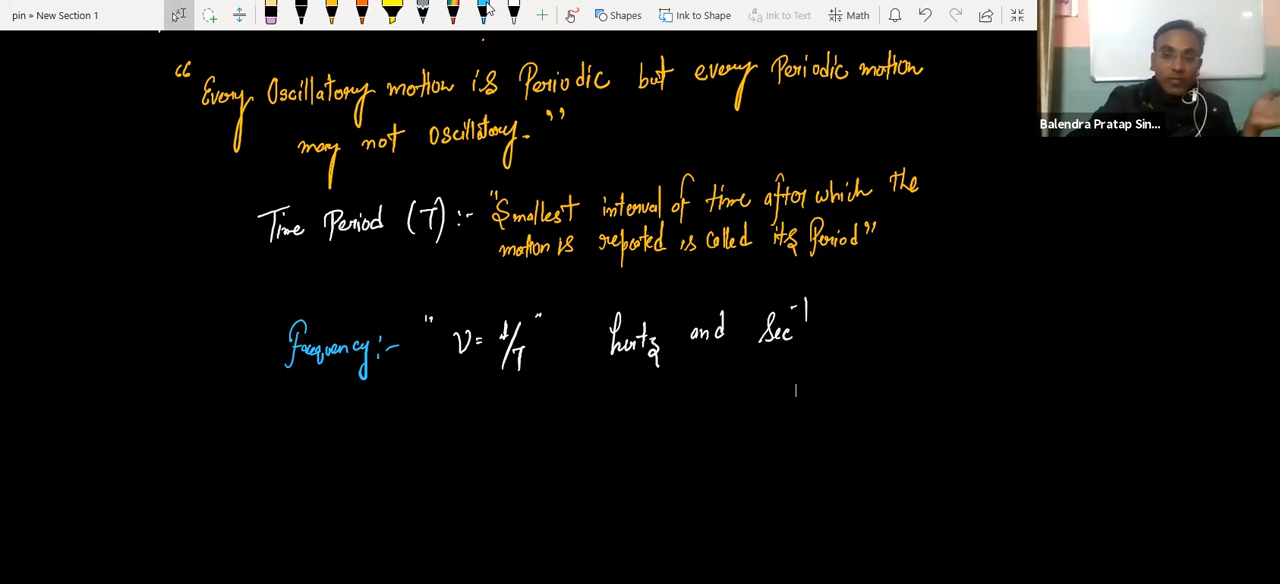 pin » New Section 1
Shapes
Ink to Shape
Ink to Text
Math
Balendra Pratap Sin...
“ Every Oscillatory motion is Periodic but every Periodic motion
may not Oscillatory. ”
Time Period (T) :- "Smallest interval of time after which the
motion is repeated is called its Period"
Frequency :- " ν = 1/T " hertz and Sec⁻¹